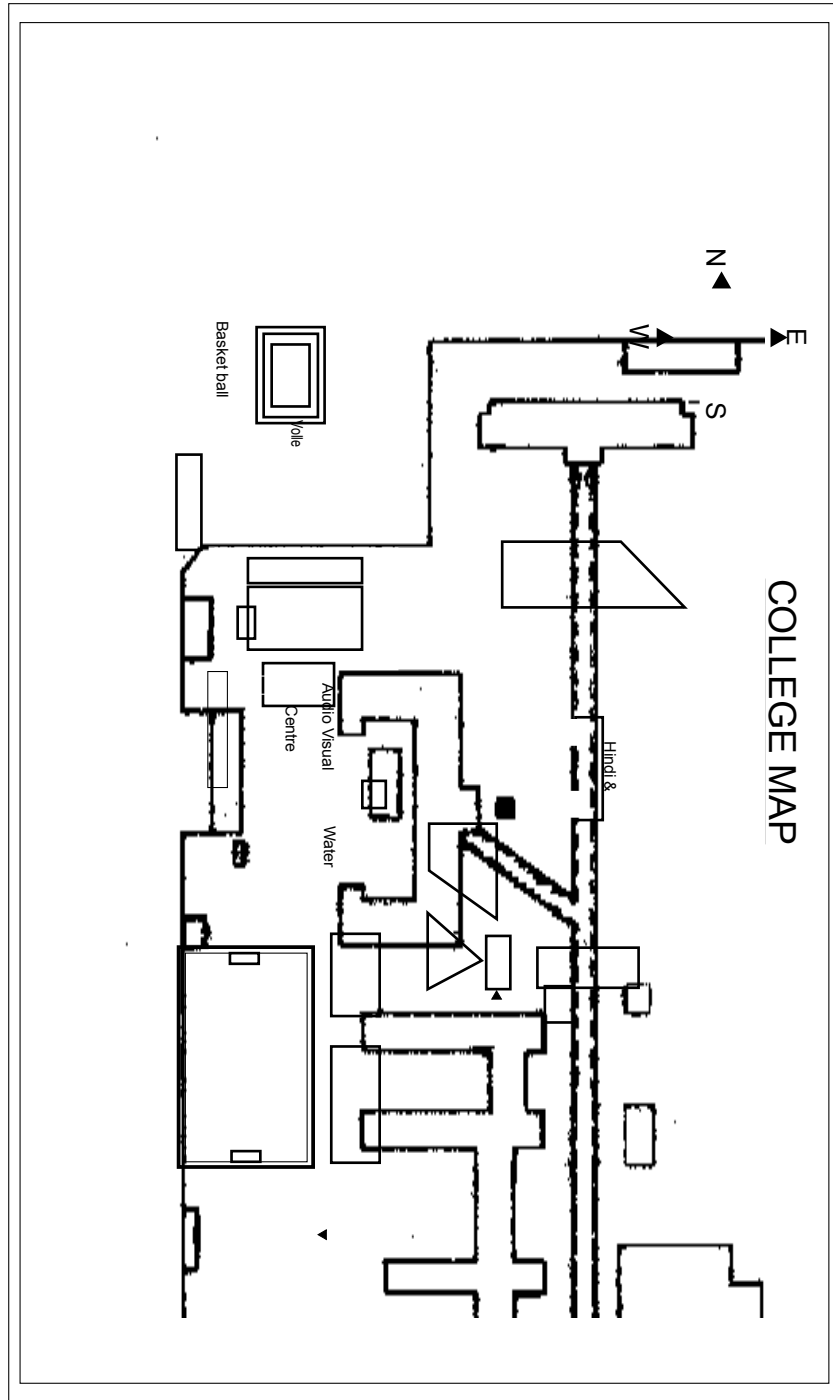 COLLEGE MAP
N
E
W
S
Hindi &
Audio Visual
Centre
Water
Volle
Basket ball